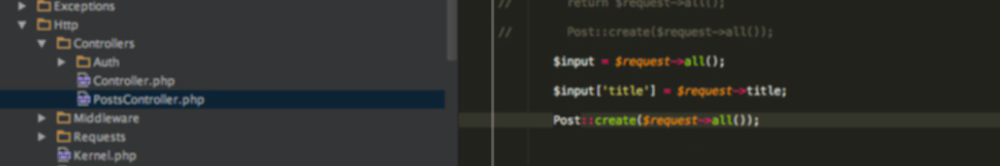 Exceptions
Http
Controllers
Auth
Controller.php
PostsController.php
Middleware
Requests
Kernel.php
// return $request->all();
// Post::create($request->all());
$input = $request->all();
$input['title'] = $request->title;
Post::create($request->all());